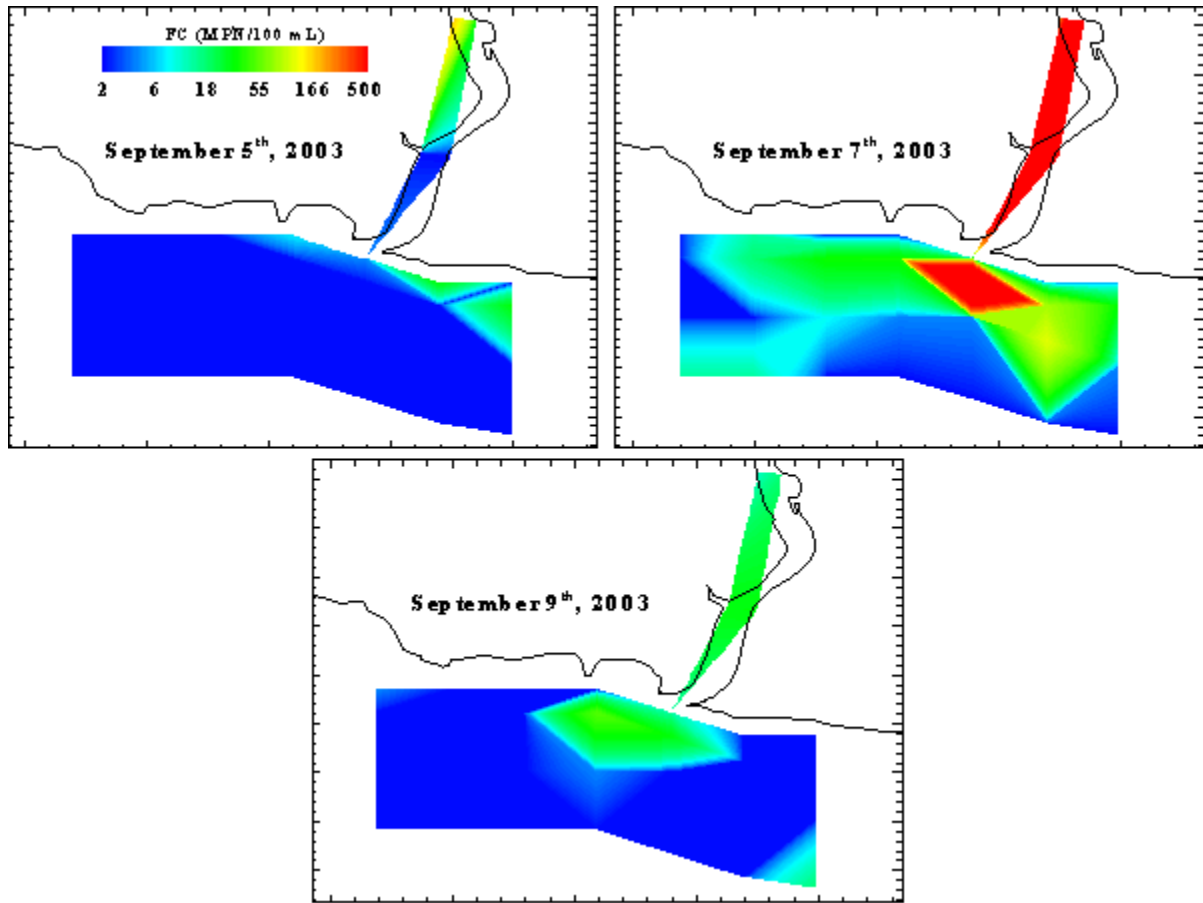 FC (MPN/100 mL)
2 6 18 55 166 500
September 5th, 2003
September 7th, 2003
September 9th, 2003